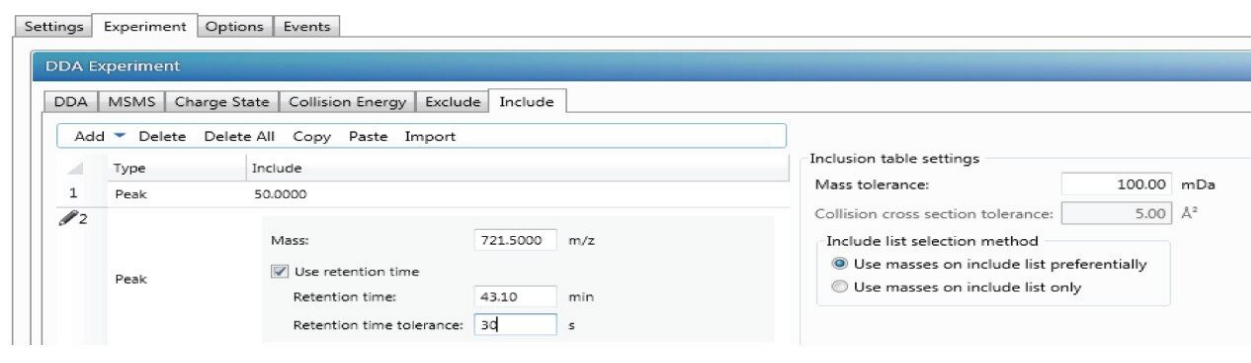 Settings Experiment Options Events
DDA Experiment
DDA MSMS Charge State Collision Energy Exclude Include
Add Delete Delete All Copy Paste Import
Type Include
1 Peak 50.0000
2
Peak
Mass: 721.5000 m/z
Use retention time
Retention time: 43.10 min
Retention time tolerance: 30 s
Inclusion table settings
Mass tolerance: 100.00 mDa
Collision cross section tolerance: 5.00 Å²
Include list selection method
Use masses on include list preferentially
Use masses on include list only